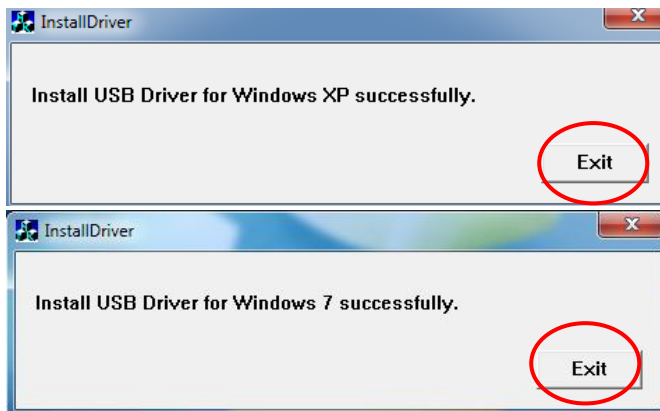 InstallDriver
Install USB Driver for Windows XP successfully.
Exit
InstallDriver
Install USB Driver for Windows 7 successfully.
Exit